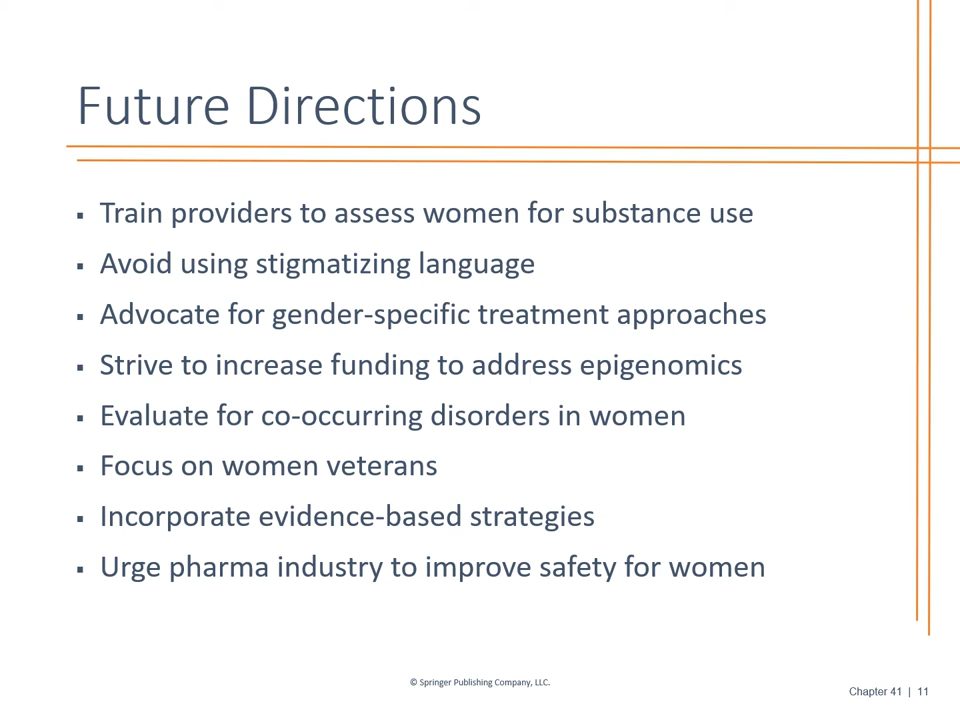 Future Directions
▪ Train providers to assess women for substance use
▪ Avoid using stigmatizing language
▪ Advocate for gender-specific treatment approaches
▪ Strive to increase funding to address epigenomics
▪ Evaluate for co-occurring disorders in women
▪ Focus on women veterans
▪ Incorporate evidence-based strategies
▪ Urge pharma industry to improve safety for women
© Springer Publishing Company, LLC.
Chapter 41 | 11